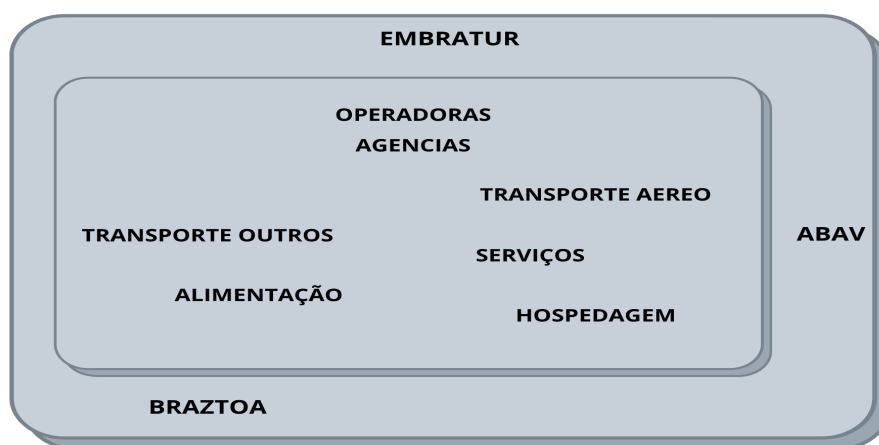 EMBRATUR
OPERADORAS
AGENCIAS
TRANSPORTE AEREO
TRANSPORTE OUTROS
ABAV
SERVIÇOS
ALIMENTAÇÃO
HOSPEDAGEM
BRAZTOA